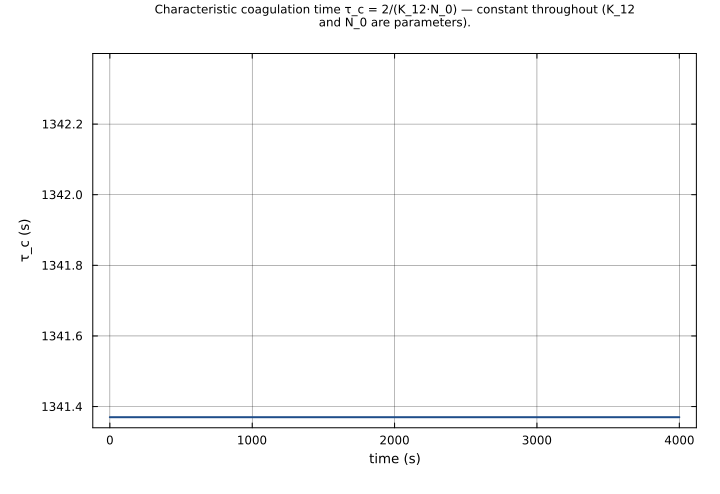 Characteristic coagulation time τ_c = 2/(K_12·N_0) — constant throughout (K_12
and N_0 are parameters).
1342.2
1342.0
1341.8
1341.6
1341.4
τ_c (s)
0 1000 2000 3000 4000
time (s)